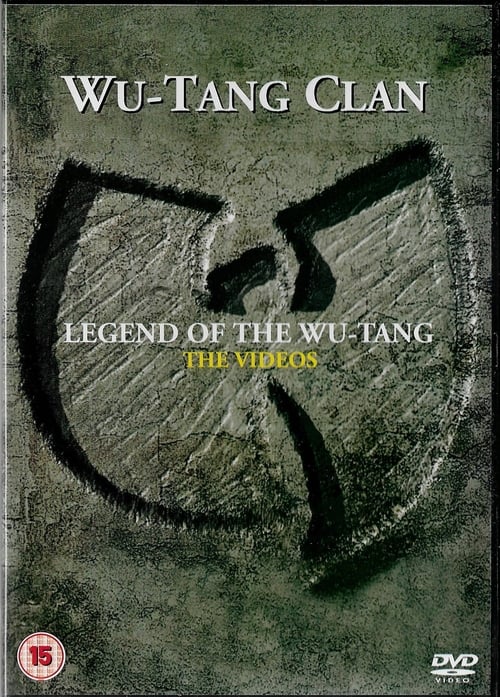 WU-TANG CLAN
LEGEND OF THE WU-TANG
THE VIDEOS
15
DVD
VIDEO